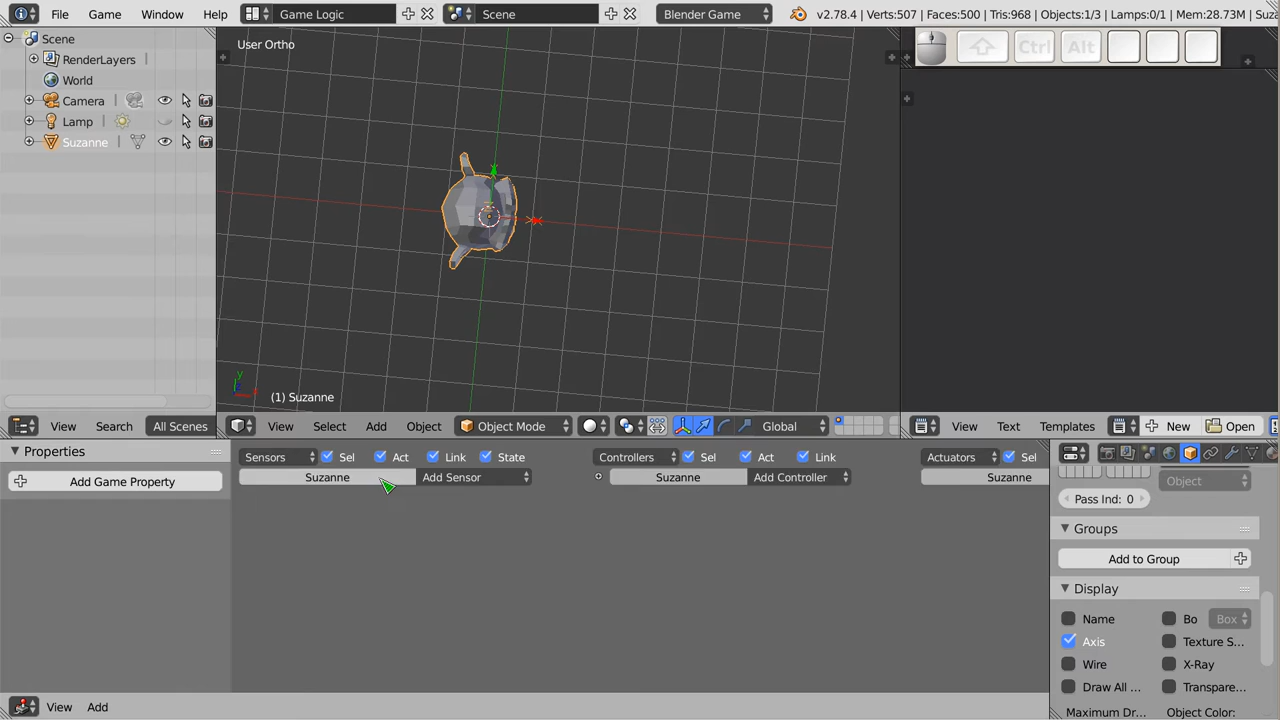 File Game Window Help Game Logic Scene Blender Game v2.78.4 | Verts:507 | Faces:500 | Tris:968 | Objects:1/3 | Lamps:0/1 | Mem:28.73M | Suz
Scene
RenderLayers
World
Camera
Lamp
Suzanne
User Ortho
Ctrl Alt
y
(1) Suzanne
View Search All Scenes
View Select Add Object Object Mode Global
View Text Templates New Open
Properties
Add Game Property
Sensors Sel Act Link State Controllers Sel Act Link Actuators Sel
Suzanne Add Sensor Suzanne Add Controller Suzanne
Object
Pass Ind: 0
Groups
Add to Group
Display
Name Bo Box
Axis Texture S...
Wire X-Ray
Draw All ... Transpare...
Maximum Dr... Object Color:
View Add